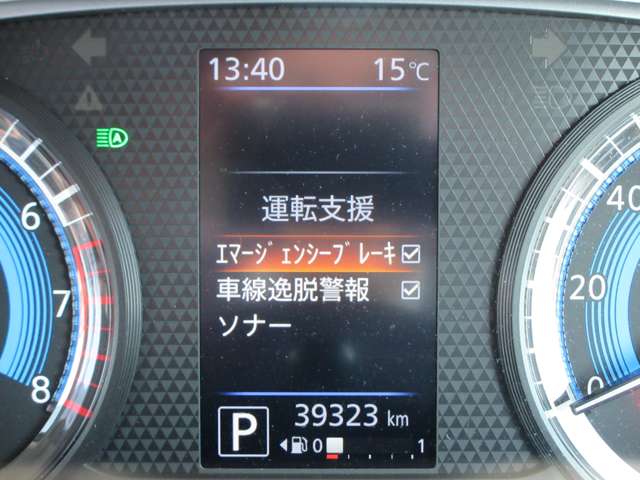 13:40 15℃
運転支援
ｴﾏｰｼﾞｪﾝｼｰﾌﾞﾚｰｷ
車線逸脱警報
ソナー
39323 km
P 0 1
6
7
8
40
20
0
A